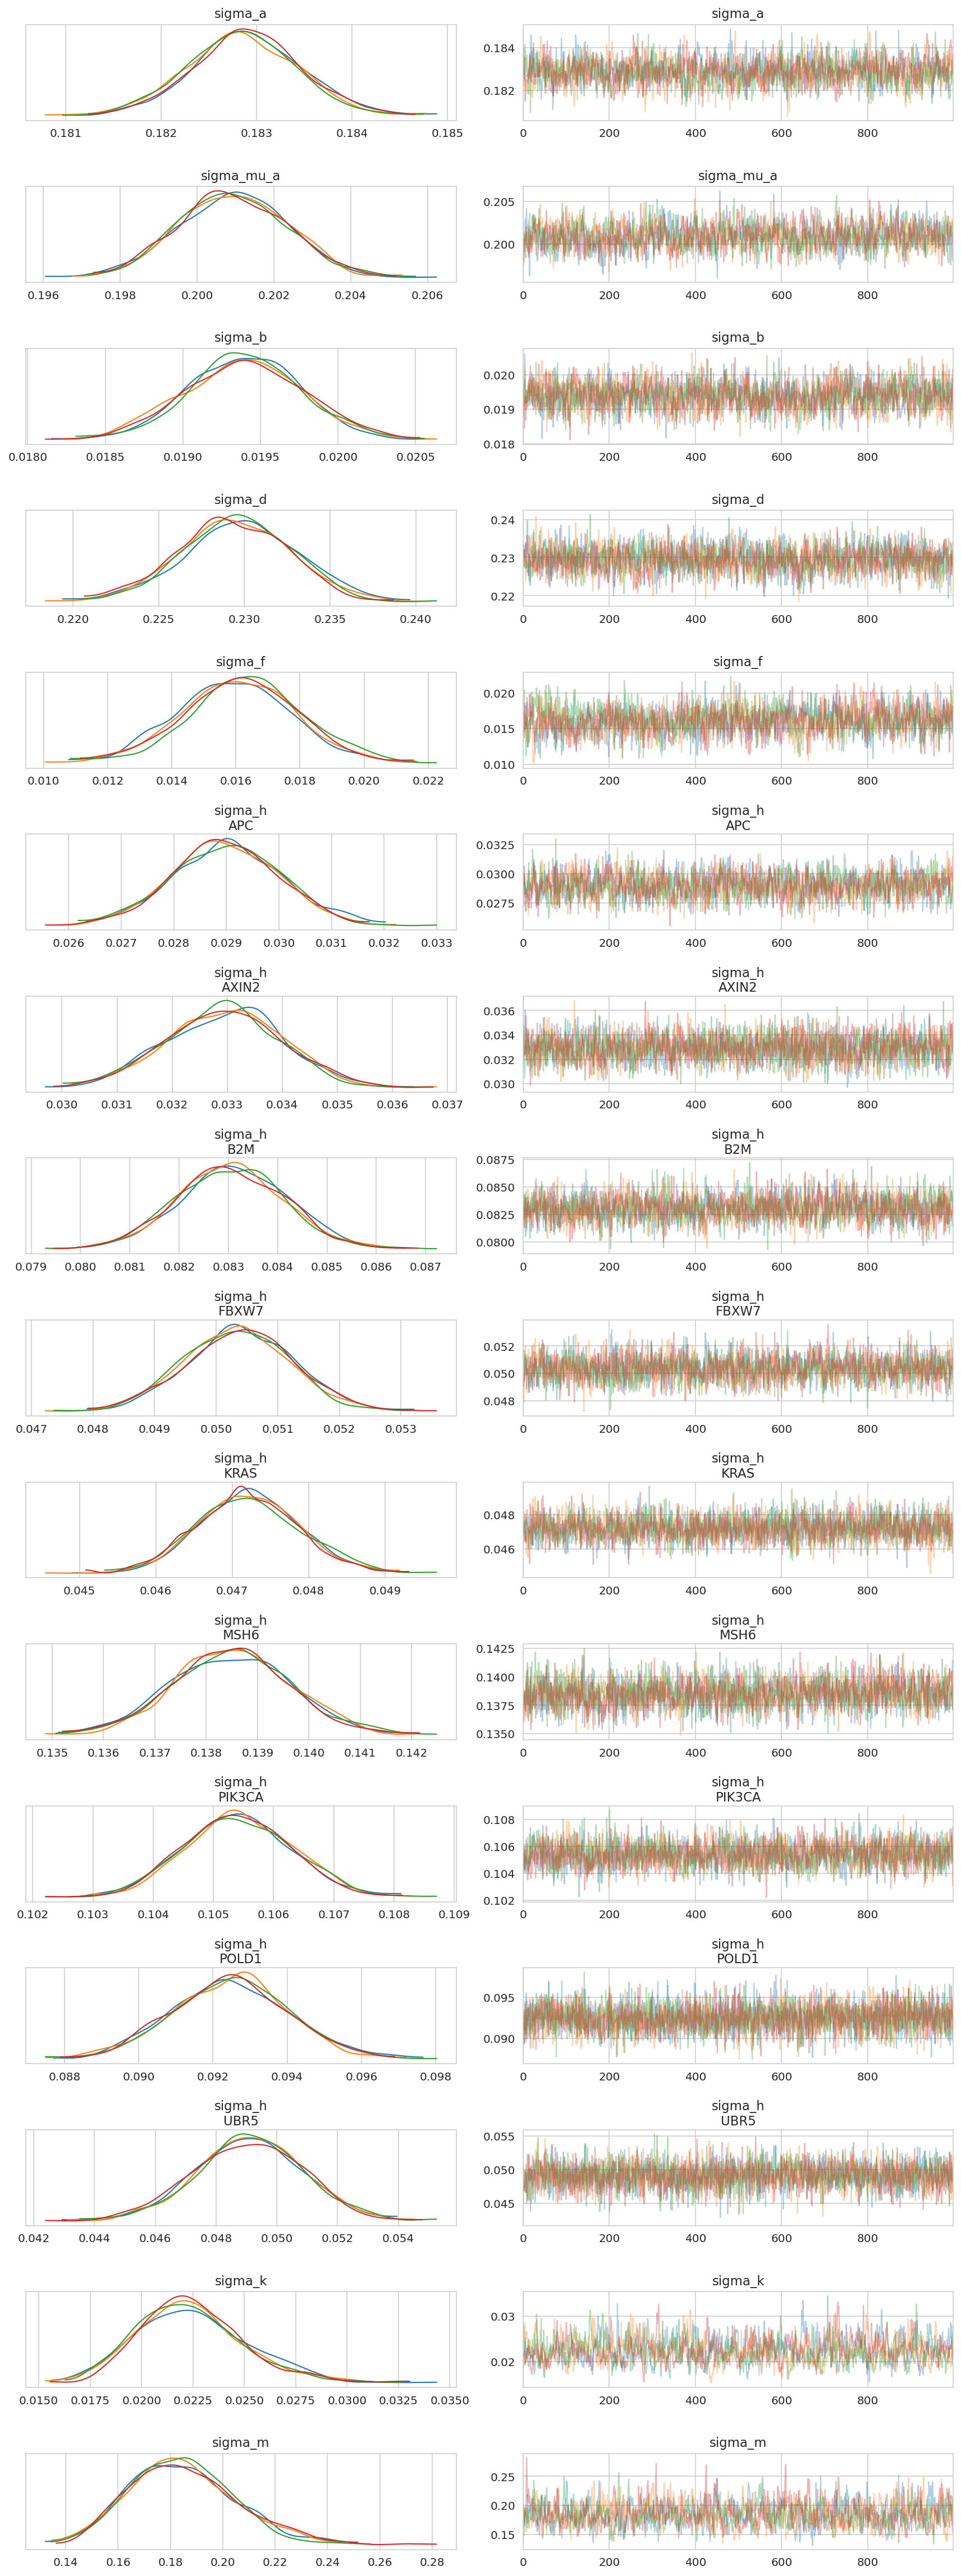 sigma_a
sigma_a
0.184
0.182
0.181 0.182 0.183 0.184 0.185
0 200 400 600 800
sigma_mu_a
sigma_mu_a
0.205
0.200
0.196 0.198 0.200 0.202 0.204 0.206
0 200 400 600 800
sigma_b
sigma_b
0.020
0.019
0.018
0.0180 0.0185 0.0190 0.0195 0.0200 0.0205
0 200 400 600 800
sigma_d
sigma_d
0.24
0.23
0.22
0.220 0.225 0.230 0.235 0.240
0 200 400 600 800
sigma_f
sigma_f
0.020
0.015
0.010
0.010 0.012 0.014 0.016 0.018 0.020 0.022
0 200 400 600 800
sigma_h
APC
sigma_h
APC
0.0325
0.0300
0.0275
0.026 0.027 0.028 0.029 0.030 0.031 0.032 0.033
0 200 400 600 800
sigma_h
AXIN2
sigma_h
AXIN2
0.036
0.034
0.032
0.030
0.030 0.031 0.032 0.033 0.034 0.035 0.036 0.037
0 200 400 600 800
sigma_h
B2M
sigma_h
B2M
0.0875
0.0850
0.0825
0.0800
0.079 0.080 0.081 0.082 0.083 0.084 0.085 0.086 0.087
0 200 400 600 800
sigma_h
FBXW7
sigma_h
FBXW7
0.052
0.050
0.048
0.047 0.048 0.049 0.050 0.051 0.052 0.053
0 200 400 600 800
sigma_h
KRAS
sigma_h
KRAS
0.048
0.046
0.045 0.046 0.047 0.048 0.049
0 200 400 600 800
sigma_h
MSH6
sigma_h
MSH6
0.1425
0.1400
0.1375
0.1350
0.135 0.136 0.137 0.138 0.139 0.140 0.141 0.142
0 200 400 600 800
sigma_h
PIK3CA
sigma_h
PIK3CA
0.108
0.106
0.104
0.102
0.102 0.103 0.104 0.105 0.106 0.107 0.108 0.109
0 200 400 600 800
sigma_h
POLD1
sigma_h
POLD1
0.095
0.090
0.088 0.090 0.092 0.094 0.096 0.098
0 200 400 600 800
sigma_h
UBR5
sigma_h
UBR5
0.055
0.050
0.045
0.042 0.044 0.046 0.048 0.050 0.052 0.054
0 200 400 600 800
sigma_k
sigma_k
0.03
0.02
0.0150 0.0175 0.0200 0.0225 0.0250 0.0275 0.0300 0.0325 0.0350
0 200 400 600 800
sigma_m
sigma_m
0.25
0.20
0.15
0.14 0.16 0.18 0.20 0.22 0.24 0.26 0.28
0 200 400 600 800